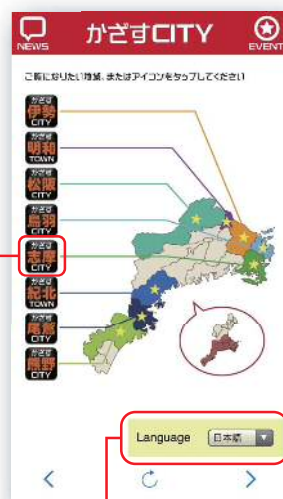 NEWS
かざすCITY
EVENT
ご覧になりたい地域、またはアイコンをタップしてください
かざす
伊勢
CITY
かざす
明和
TOWN
かざす
松阪
CITY
かざす
鳥羽
CITY
かざす
志摩
CITY
かざす
紀北
TOWN
かざす
尾鷲
CITY
かざす
熊野
CITY
Language 日本語